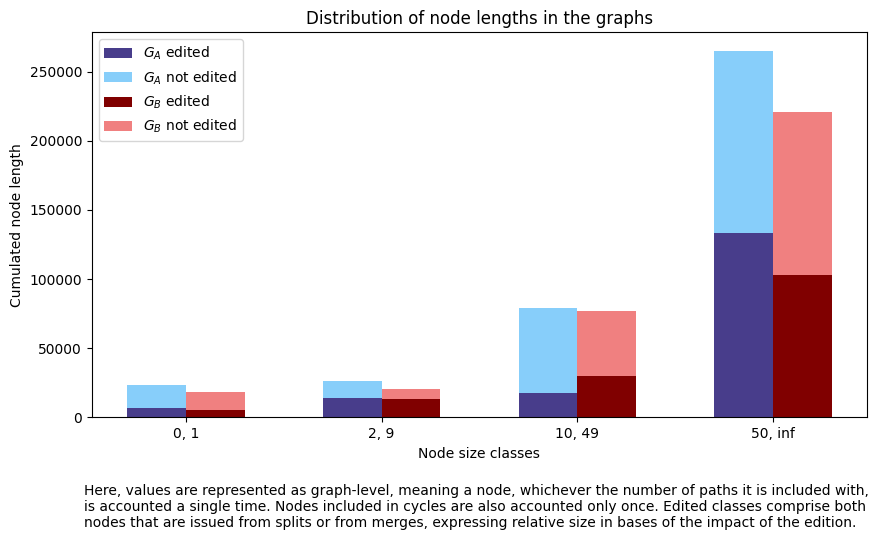 Distribution of node lengths in the graphs
G_A edited
G_A not edited
G_B edited
G_B not edited
250000
200000
150000
100000
50000
0
Cumulated node length
0, 1
2, 9
10, 49
50, inf
Node size classes
Here, values are represented as graph-level, meaning a node, whichever the number of paths it is included with,
is accounted a single time. Nodes included in cycles are also accounted only once. Edited classes comprise both
nodes that are issued from splits or from merges, expressing relative size in bases of the impact of the edition.